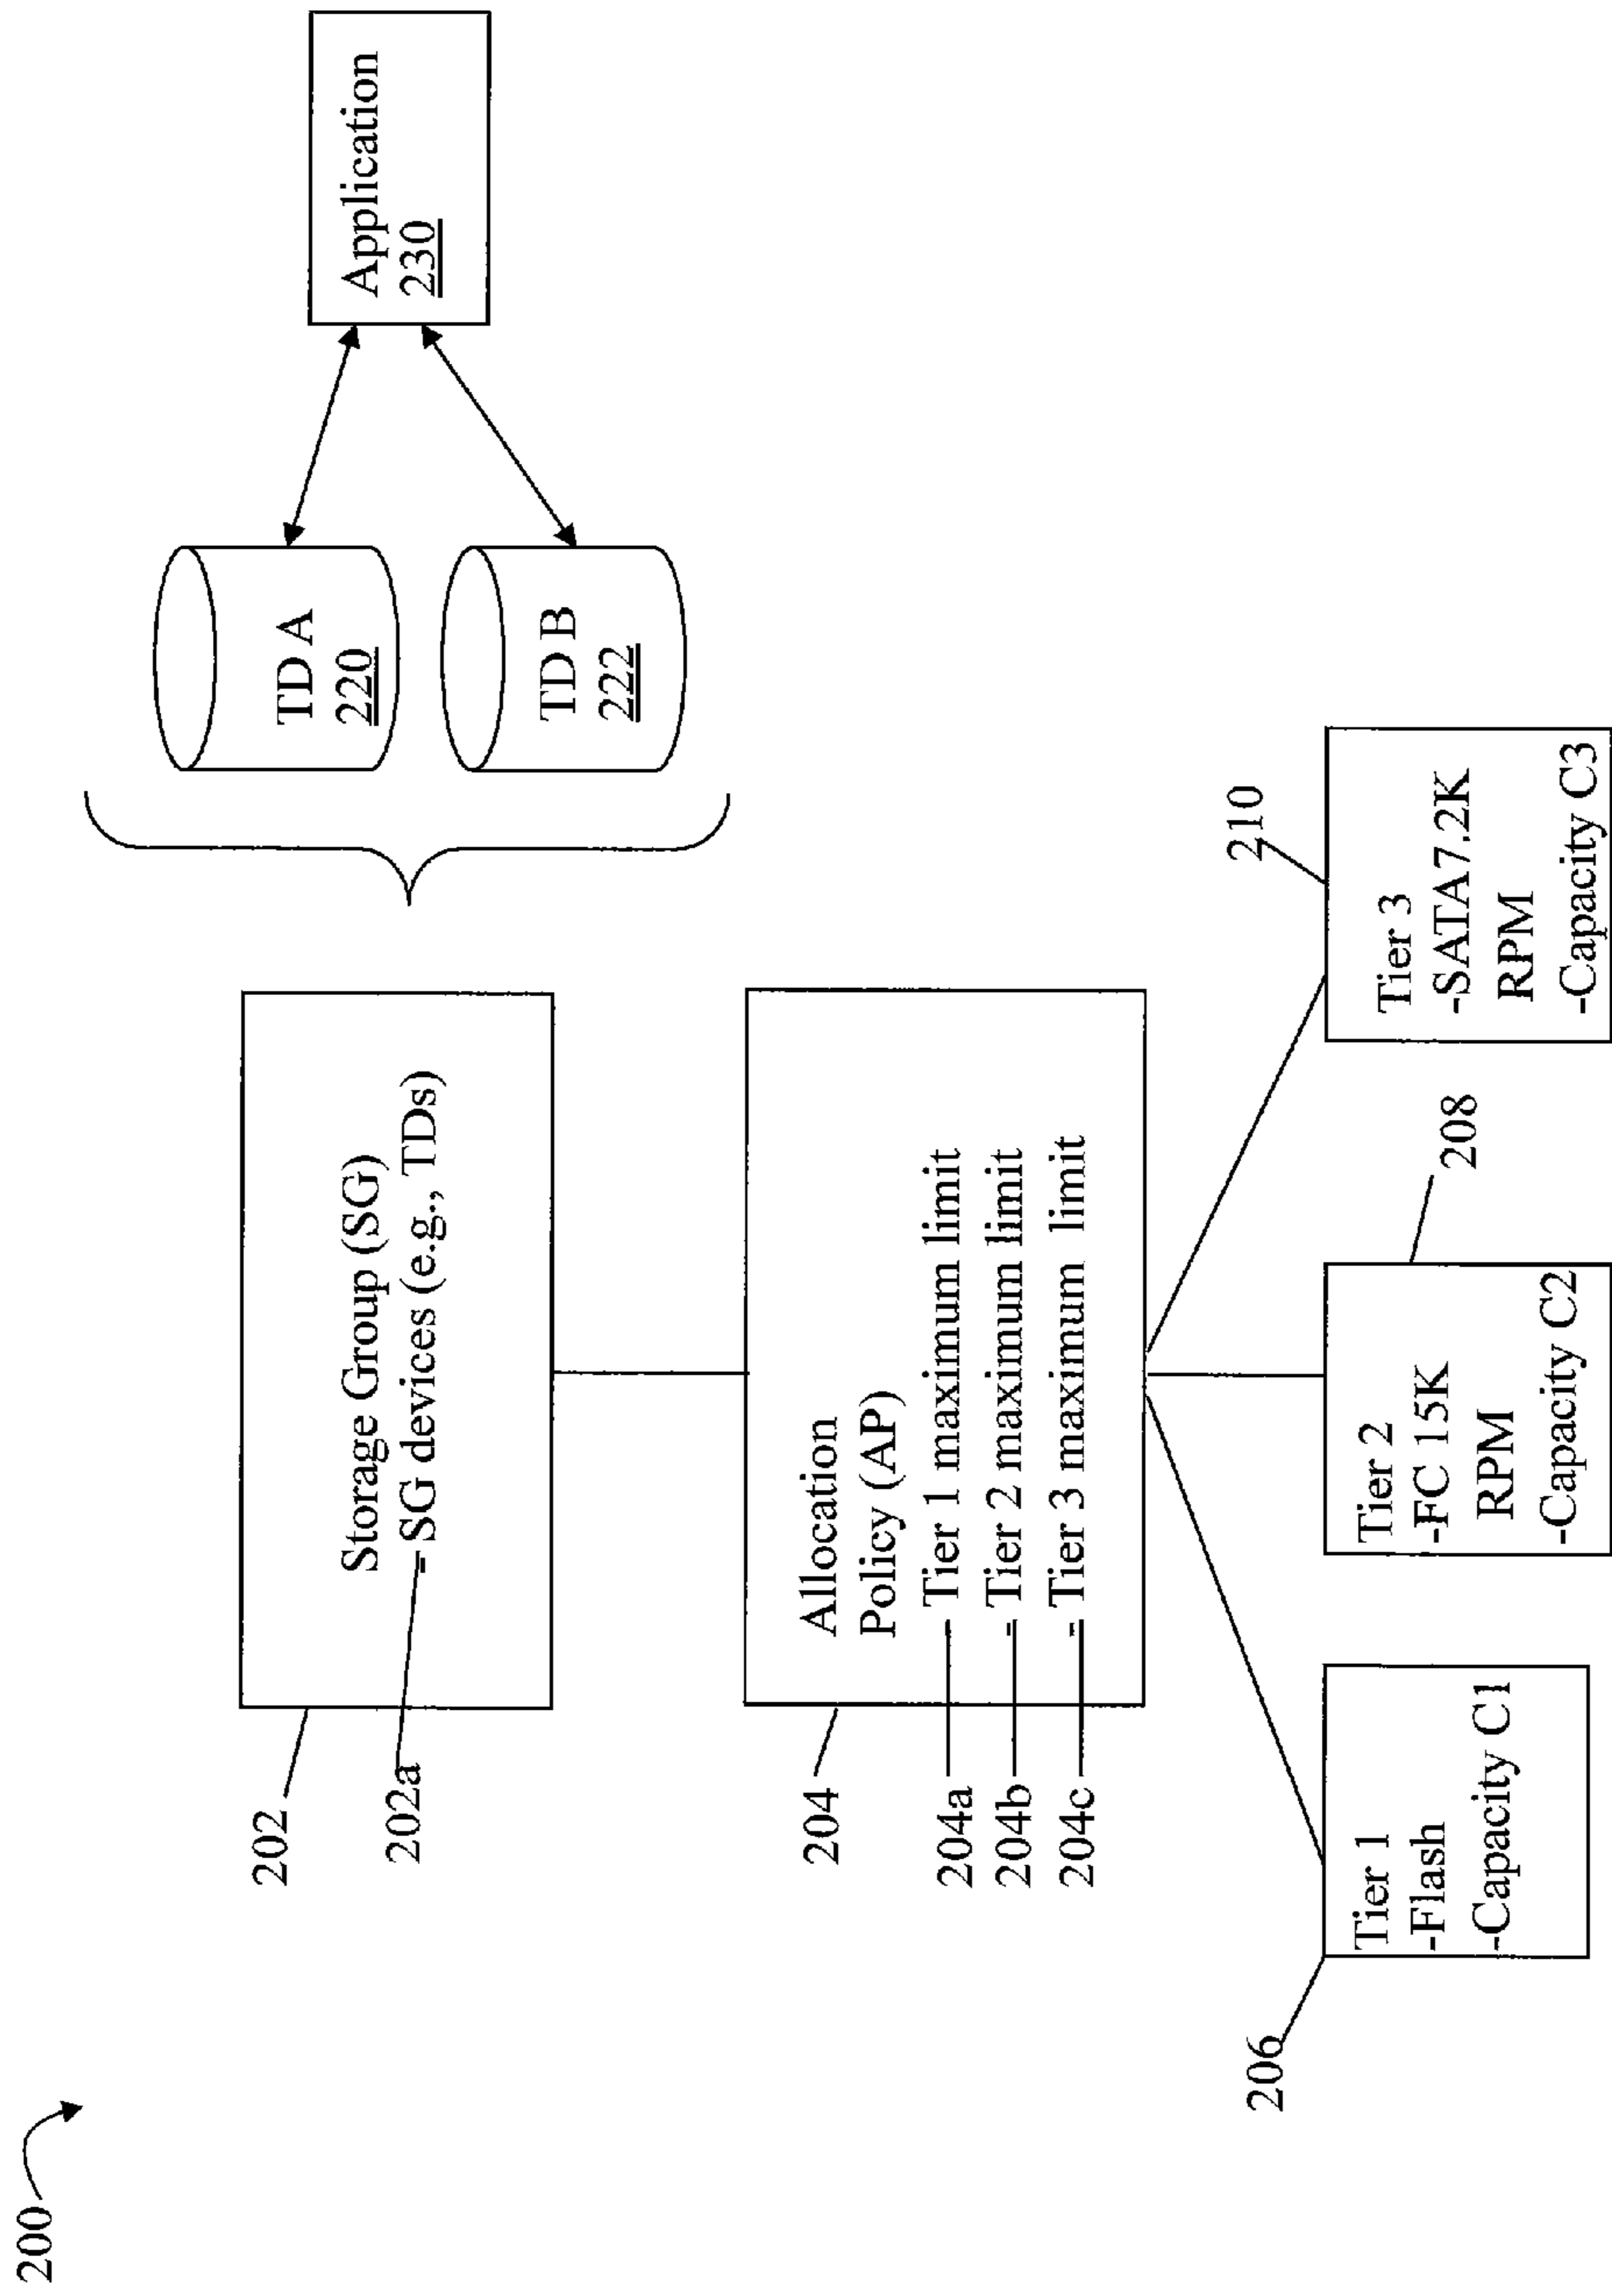 200
202
Storage Group (SG)
- SG devices (e.g., TDs)
202a
TD A
220
TD B
222
Application
230
204
Allocation
Policy (AP)
204a
Tier 1 maximum limit
204b
- Tier 2 maximum limit
204c
- Tier 3 maximum limit
206
Tier 1
-Flash
-Capacity C1
Tier 2
-FC 15K
RPM
-Capacity C2
208
210
Tier 3
-SATA7.2K
RPM
-Capacity C3